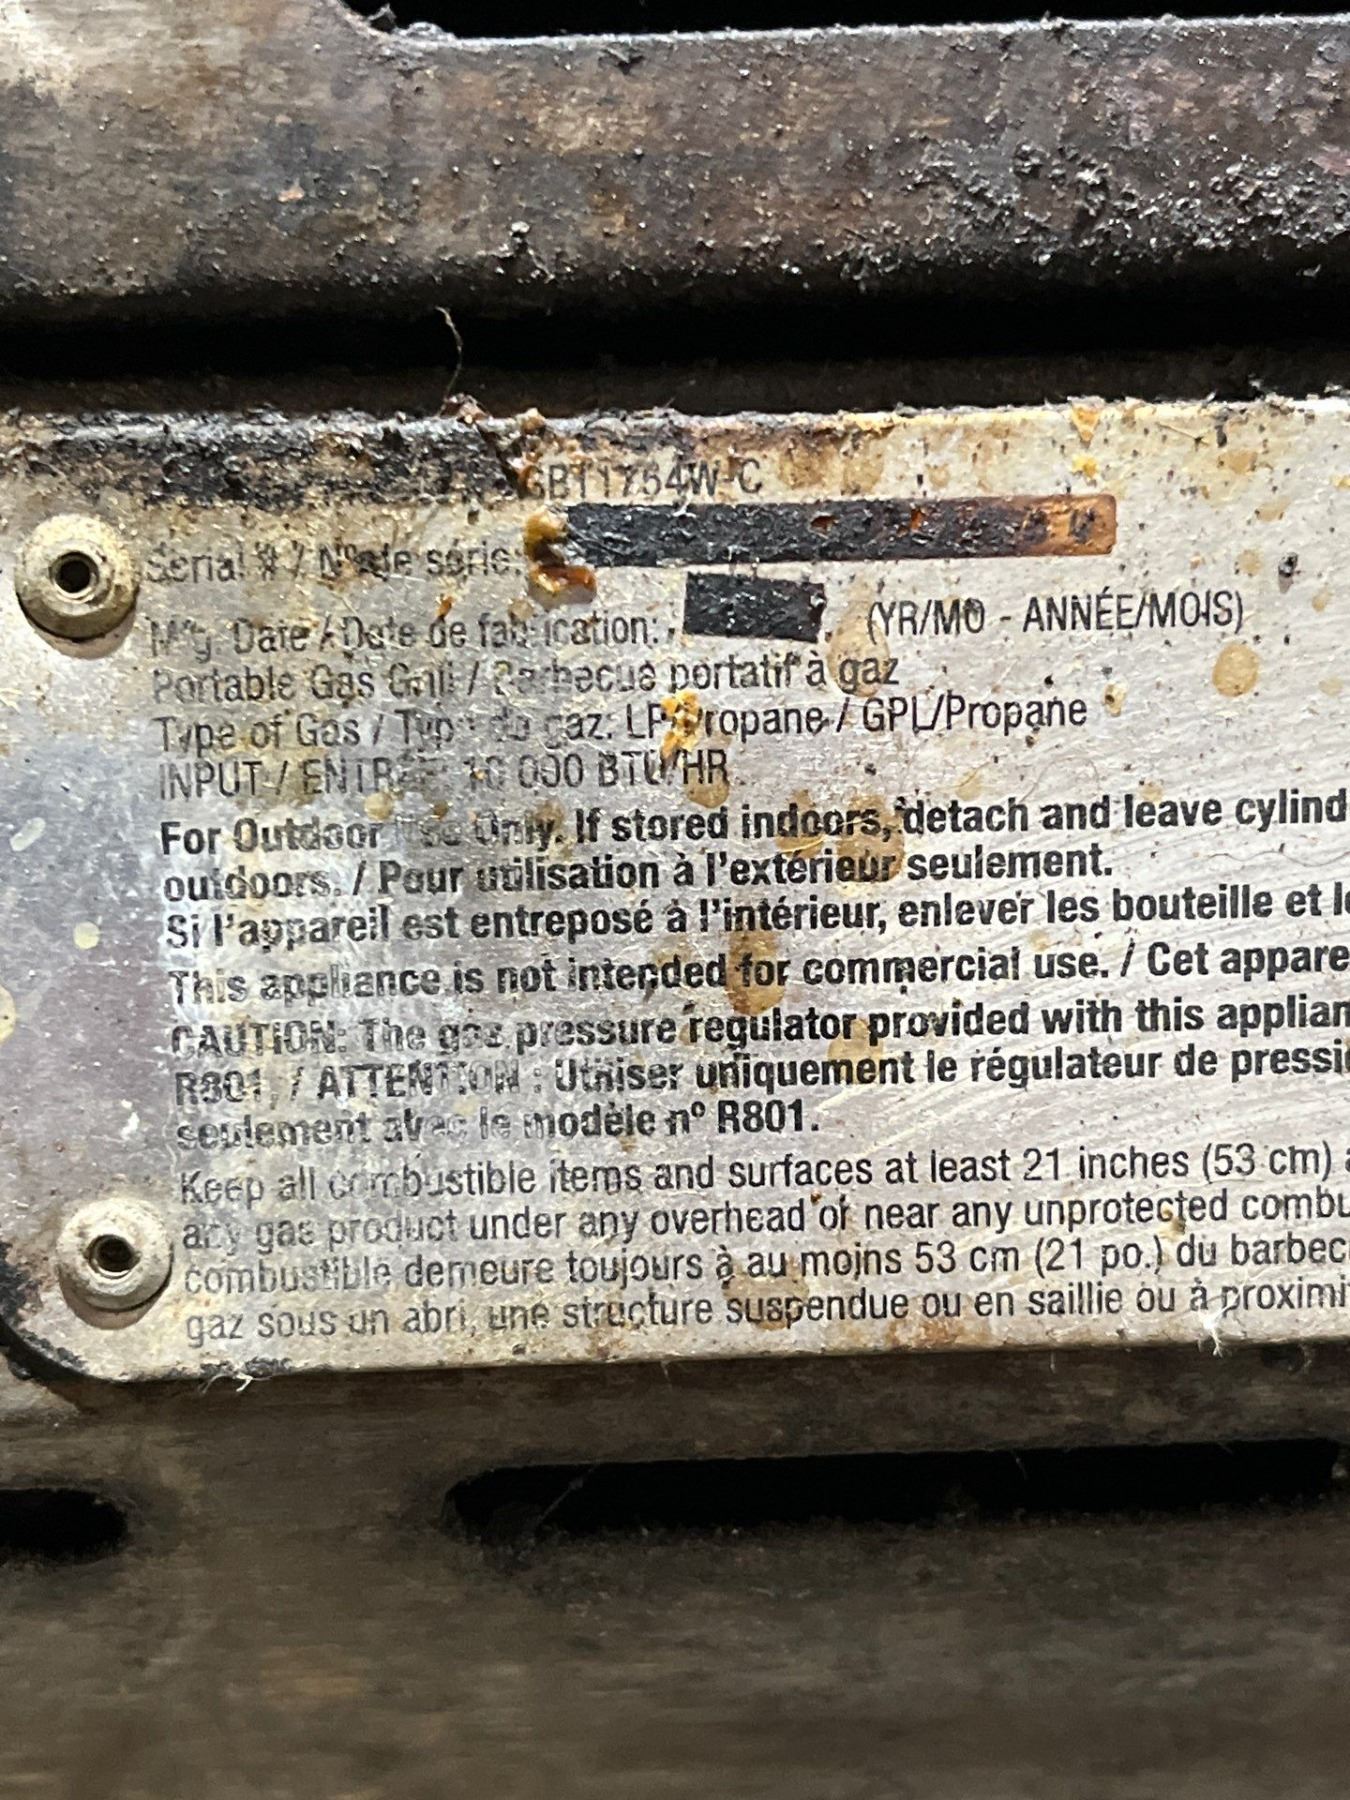 GBT1754W-C
Serial # / Nº de série:
Mfg. Date / Date de fabrication: (YR/MO - ANNÉE/MOIS)
Portable Gas Grill / Barbecue portatif à gaz
Type of Gas / Type de gaz: LP/Propane / GPL/Propane
INPUT / ENTRÉE: 10 000 BTU/HR
For Outdoor Use Only. If stored indoors, detach and leave cylind
outdoors. / Pour utilisation à l'extérieur seulement.
Si l'appareil est entreposé à l'intérieur, enlever les bouteille et l
This appliance is not intended for commercial use. / Cet appare
CAUTION: The gas pressure regulator provided with this applian
R801. / ATTENTION : Utiliser uniquement le régulateur de pressi
seulement avec le modèle nº R801.
Keep all combustible items and surfaces at least 21 inches (53 cm) a
any gas product under any overhead or near any unprotected combu
combustible demeure toujours à au moins 53 cm (21 po.) du barbec
gaz sous un abri, une structure suspendue ou en saillie ou à proximi